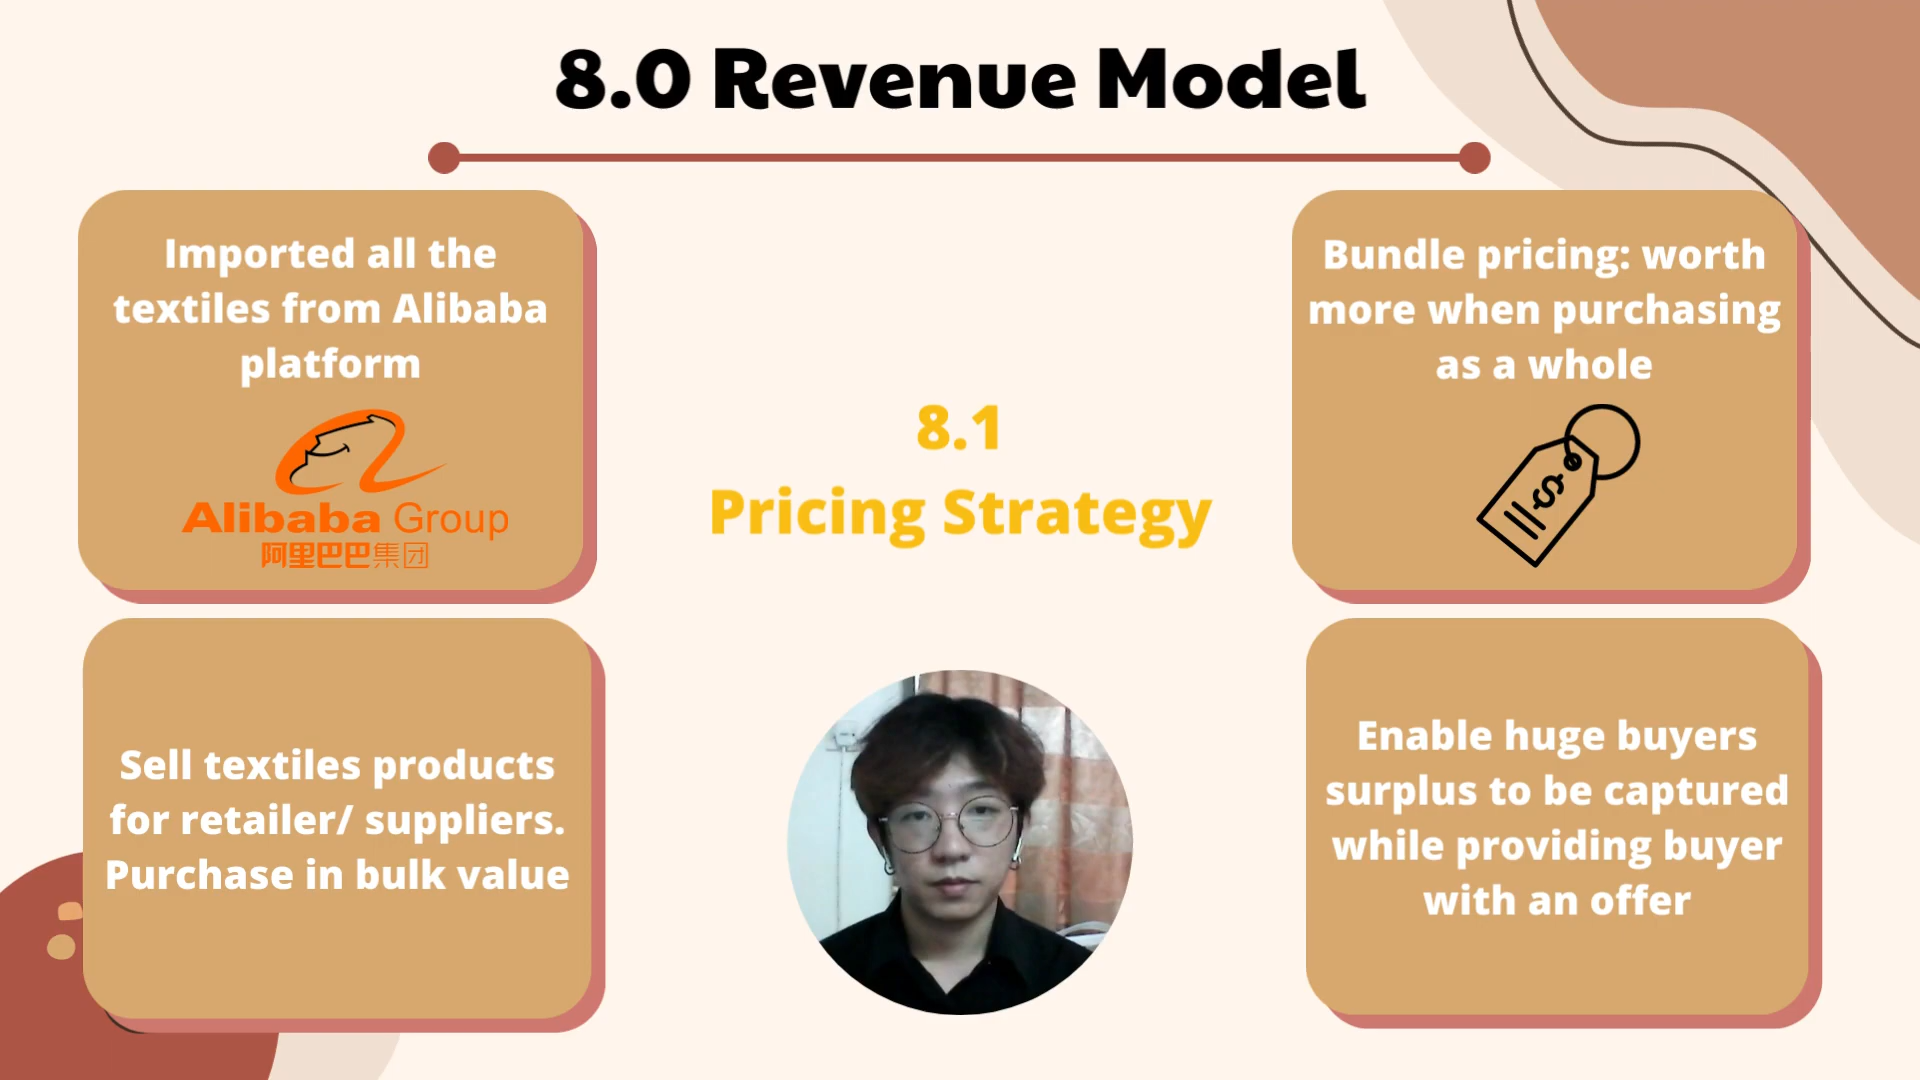 8.0 Revenue Model
Imported all the
textiles from Alibaba
platform
Alibaba Group
阿里巴巴集团
Sell textiles products
for retailer/ suppliers.
Purchase in bulk value
8.1
Pricing Strategy
Bundle pricing: worth
more when purchasing
as a whole
$
Enable huge buyers
surplus to be captured
while providing buyer
with an offer